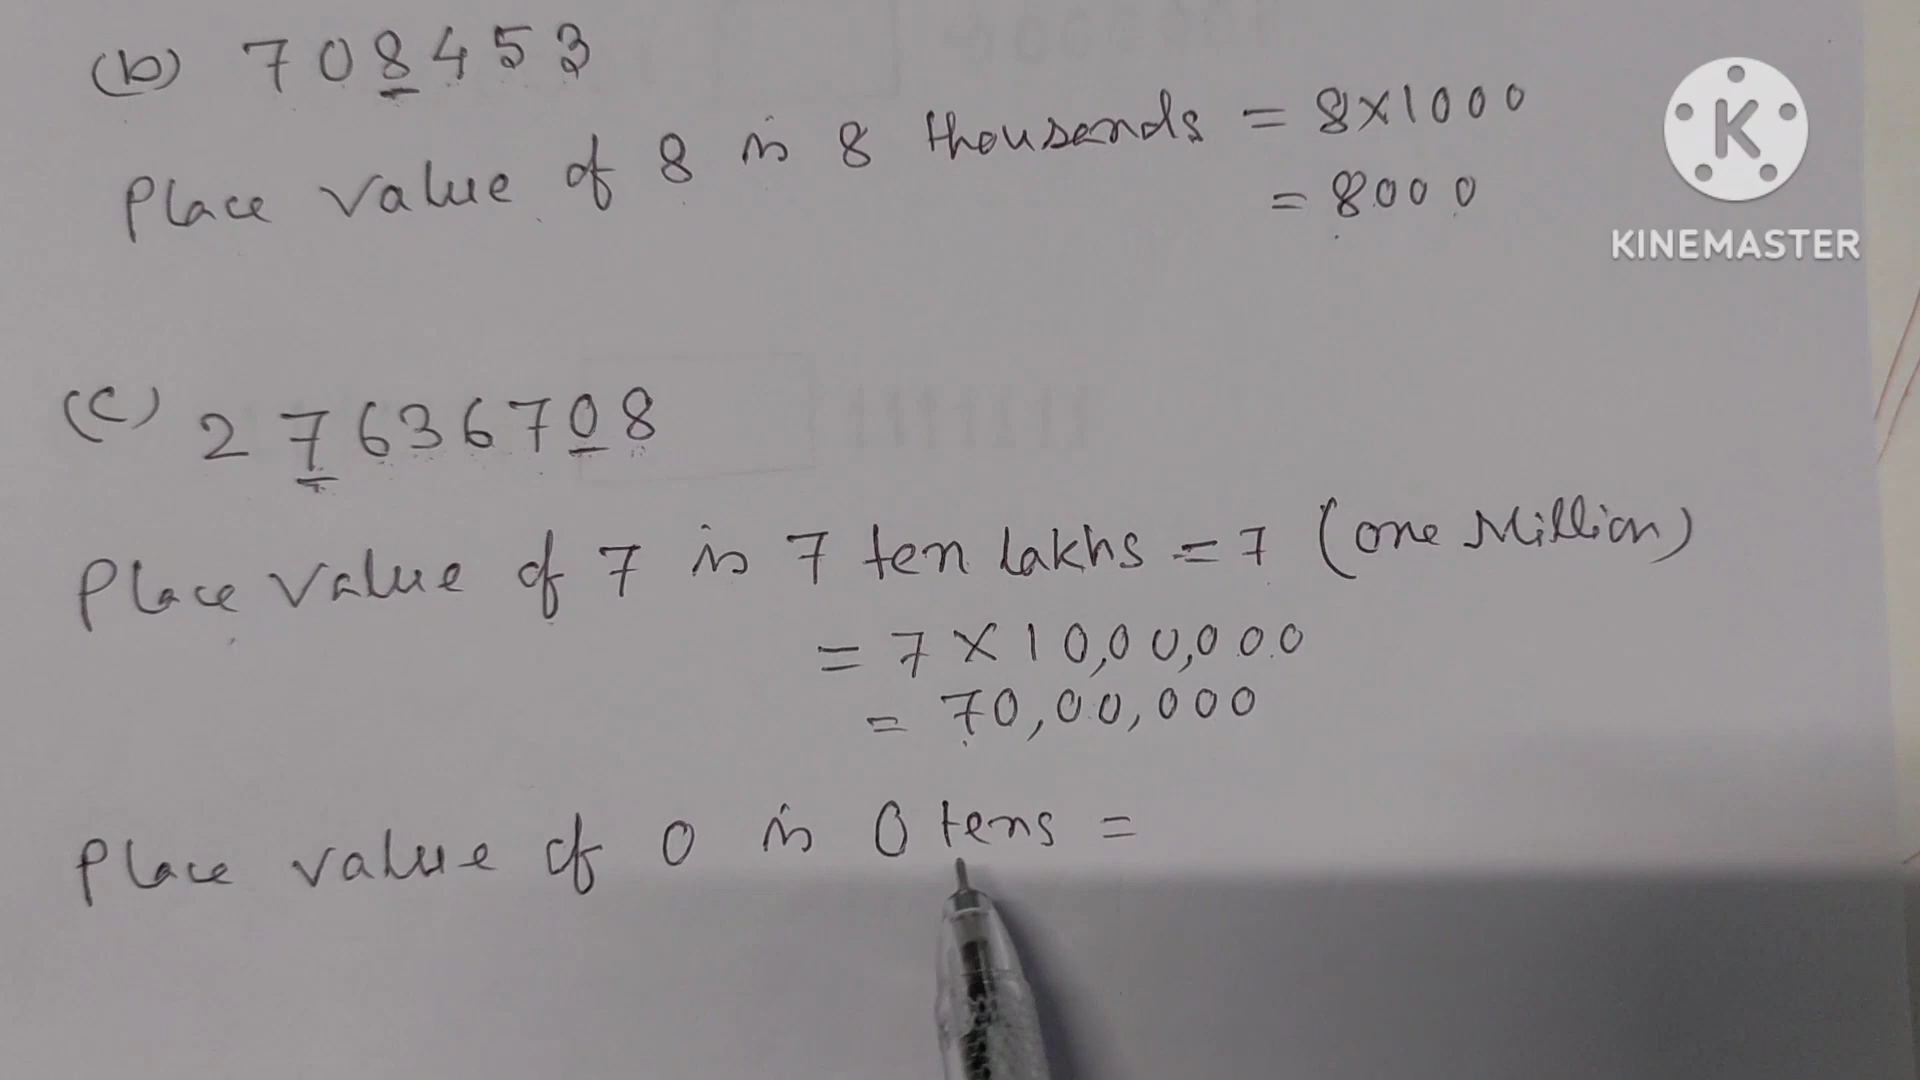 (b) 708453
Place value of 8 is 8 thousands = 8×1000
= 8000
K
KINEMASTER
(c) 27636708
Place value of 7 is 7 ten lakhs = 7 (one Million)
= 7 × 10,00,000
= 70,00,000
Place value of 0 is 0 tens =